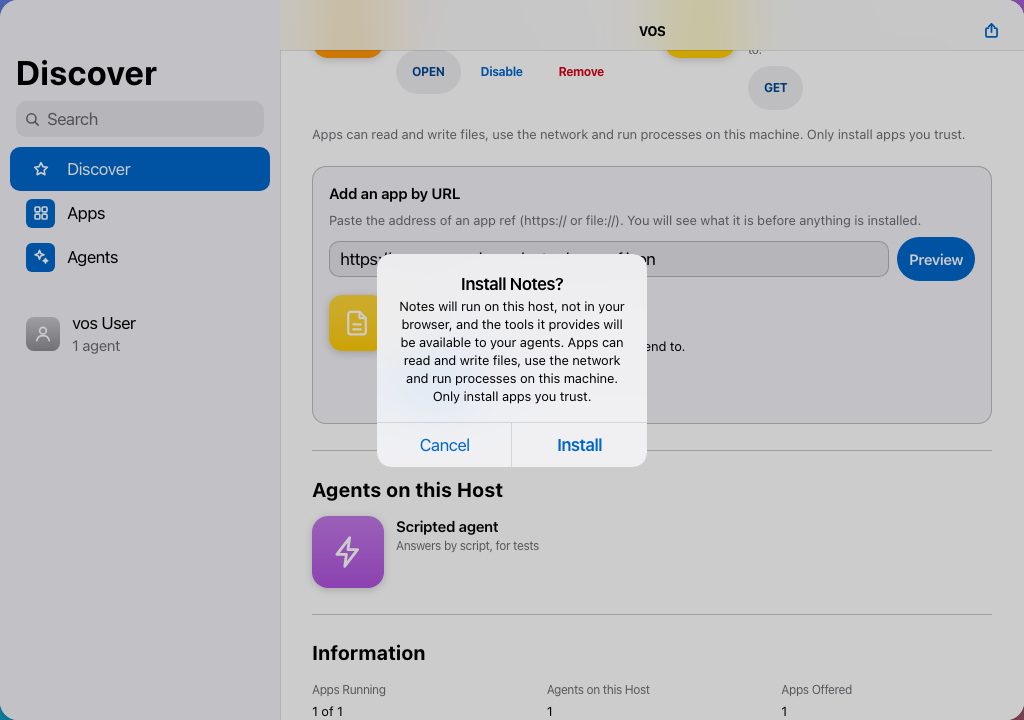 Discover
Search
Discover
Apps
Agents
vos User
1 agent
VOS
OPEN
Disable
Remove
to.
GET
Apps can read and write files, use the network and run processes on this machine. Only install apps you trust.
Add an app by URL
Paste the address of an app ref (https:// or file://). You will see what it is before anything is installed.
Preview
end to.
Install Notes?
Notes will run on this host, not in your
browser, and the tools it provides will
be available to your agents. Apps can
read and write files, use the network
and run processes on this machine.
Only install apps you trust.
Cancel
Install
Agents on this Host
Scripted agent
Answers by script, for tests
Information
Apps Running
Agents on this Host
Apps Offered
1 of 1
1
1